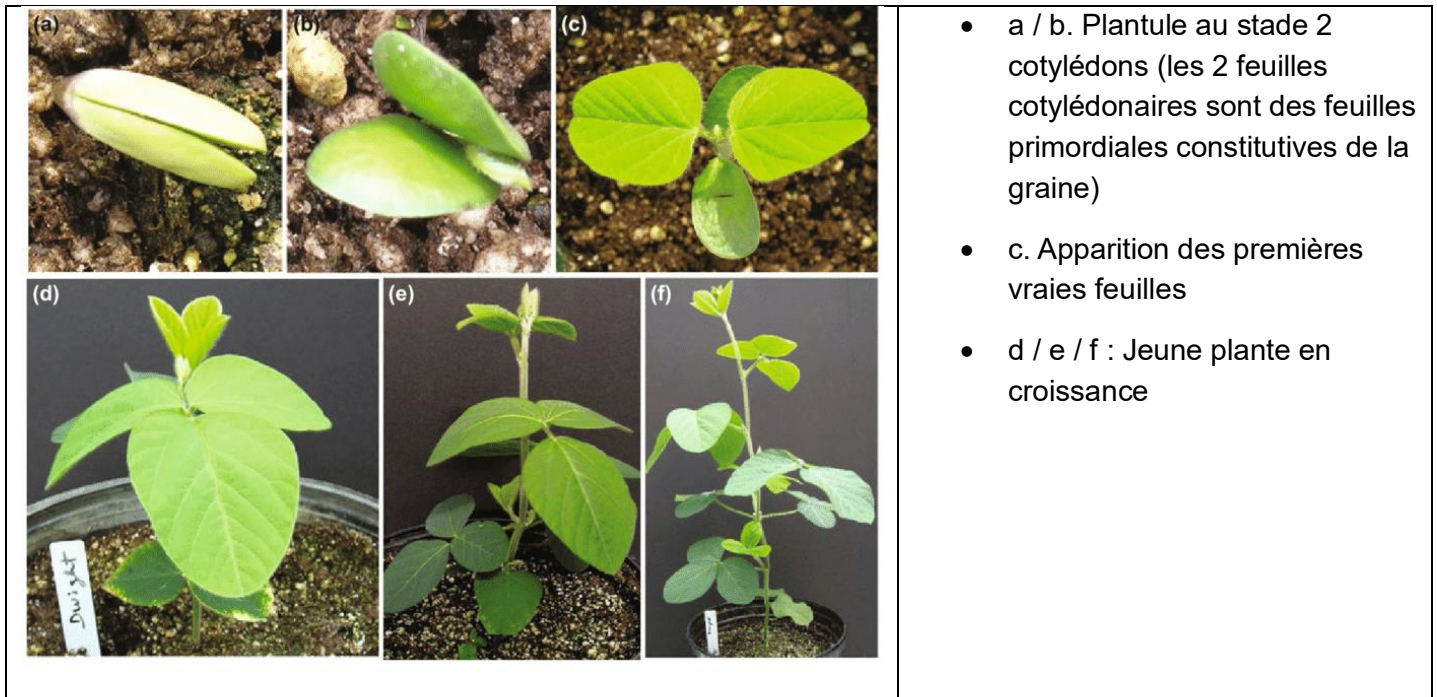 (a)
(b)
(c)
(d)
(e)
(f)
Dwight
• a / b. Plantule au stade 2
cotylédons (les 2 feuilles
cotylédonaires sont des feuilles
primordiales constitutives de la
graine)
• c. Apparition des premières
vraies feuilles
• d / e / f : Jeune plante en
croissance